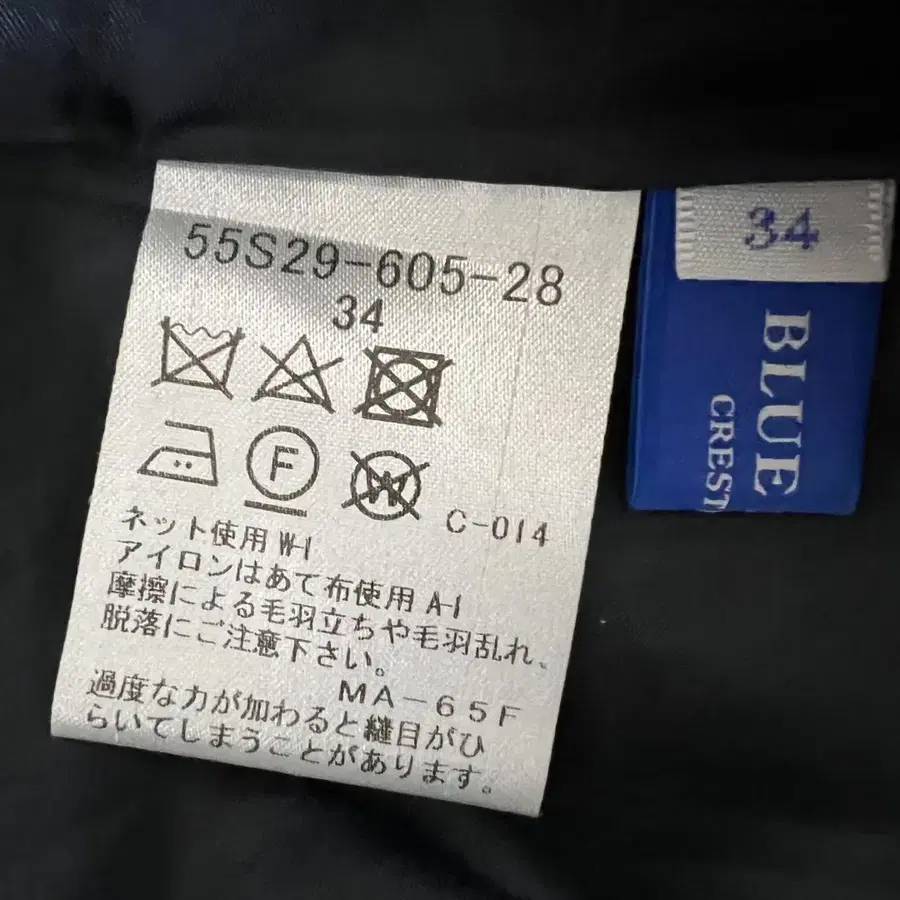 55S29-605-28
34
F
W
C-014
ネット使用 W-1
アイロンはあて布使用 A-1
摩擦による毛羽立ちや毛羽乱れ、
脱落にご注意下さい。
MA-65F
過度な力が加わると縫目がひ
らいてしまうことがあります。
34
BLUE
CREST